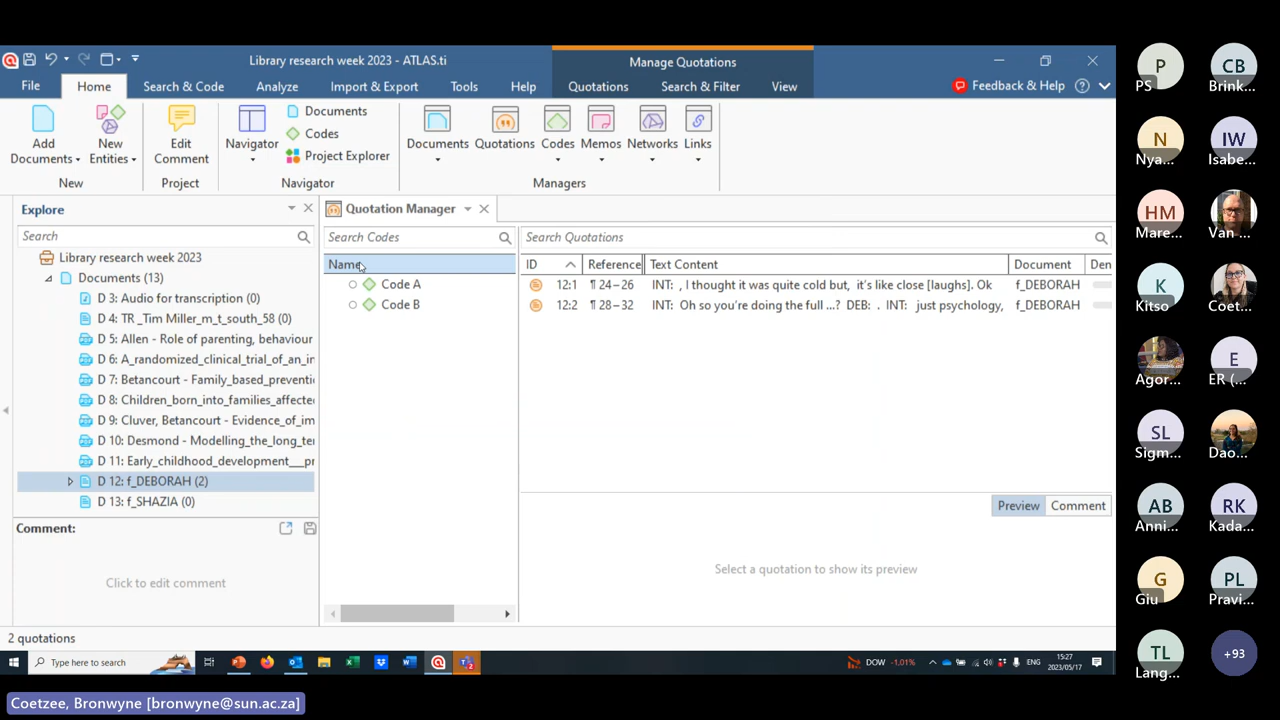 Library research week 2023 - ATLAS.ti
Manage Quotations
File
Home
Search & Code
Analyze
Import & Export
Tools
Help
Quotations
Search & Filter
View
Feedback & Help
Add Documents
New Entities
Edit Comment
Navigator
Documents
Codes
Project Explorer
Documents
Quotations
Codes
Memos
Networks
Links
New
Project
Navigator
Managers
Explore
Search
Library research week 2023
Documents (13)
D 3: Audio for transcription (0)
D 4: TR _Tim Miller_m_t_south_58 (0)
D 5: Allen - Role of parenting, behaviour
D 6: A_randomized_clinical_trial_of_an_in
D 7: Betancourt - Family_based_preventi
D 8: Children_born_into_families_affecte
D 9: Cluver, Betancourt - Evidence_of_im
D 10: Desmond - Modelling_the_long_ter
D 11: Early_childhood_development__pr
D 12: f_DEBORAH (2)
D 13: f_SHAZIA (0)
Comment:
Click to edit comment
Quotation Manager
Search Codes
Name
Code A
Code B
Search Quotations
ID
Reference
Text Content
Document
Den
12:1 ¶ 24 – 26 INT: , I thought it was quite cold but, it's like close [laughs]. Ok f_DEBORAH
12:2 ¶ 28 – 32 INT: Oh so you're doing the full ...? DEB: . INT: just psychology, f_DEBORAH
Preview
Comment
Select a quotation to show its preview
2 quotations
Type here to search
DOW -1.01%
ENG
15:27
2023/05/17
P
PS
CB
Brink...
N
Nya...
IW
Isabe...
HM
Mare...
Van ...
K
Kitso
Coet...
Agor...
E
ER (...
SL
Sigm...
Dao...
AB
Anni...
RK
Kada...
G
Giu
PL
Pravi...
TL
Lang...
+93
Coetzee, Bronwyne [bronwyne@sun.ac.za]